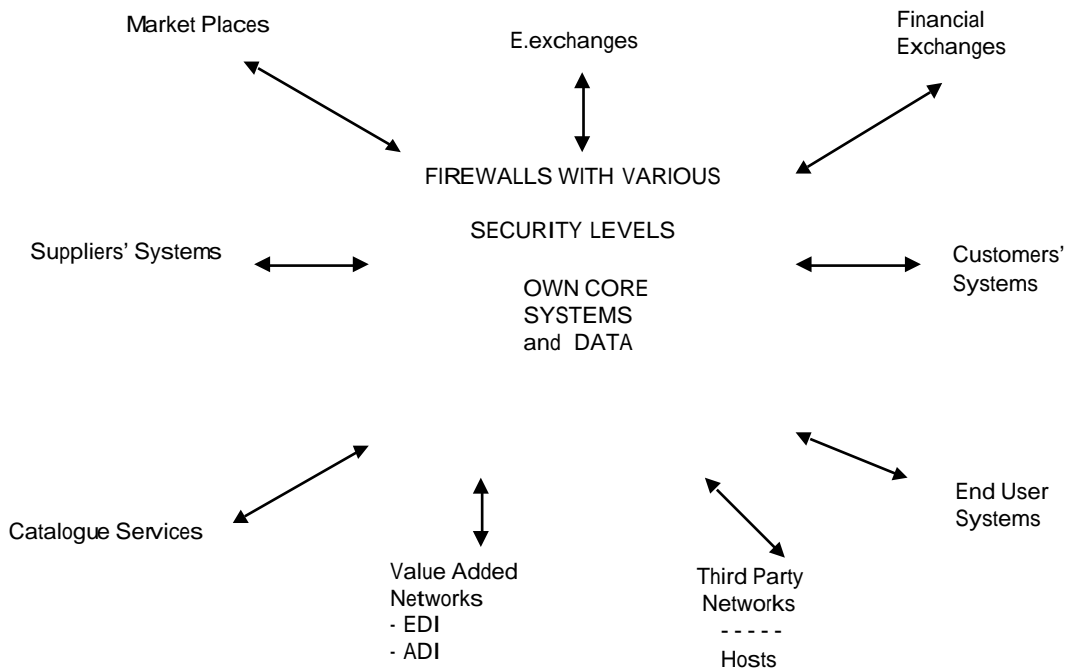 Market Places
E.exchanges
Financial
Exchanges
FIREWALLS WITH VARIOUS
SECURITY LEVELS
Suppliers’ Systems
OWN CORE
SYSTEMS
and DATA
Customers’
Systems
Catalogue Services
End User
Systems
Value Added
Networks
- EDI
- ADI
Third Party
Networks
- - - - -
Hosts